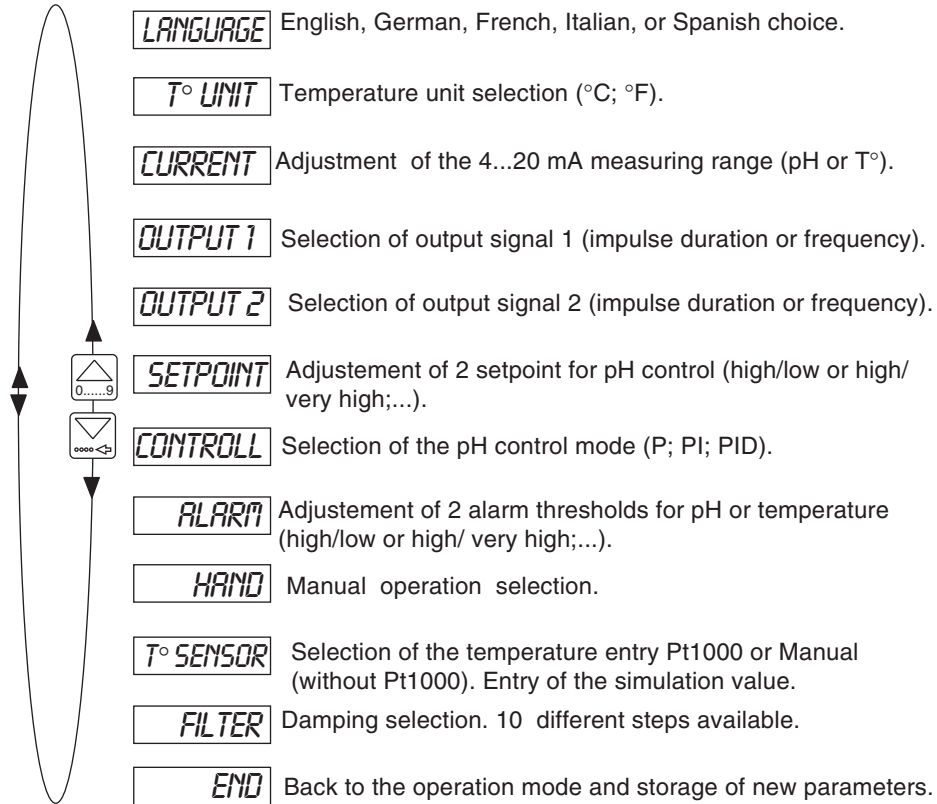 LANGUAGE English, German, French, Italian, or Spanish choice.
T° UNIT Temperature unit selection (°C; °F).
CURRENT Adjustment of the 4...20 mA measuring range (pH or T°).
OUTPUT 1 Selection of output signal 1 (impulse duration or frequency).
OUTPUT 2 Selection of output signal 2 (impulse duration or frequency).
0......9
SETPOINT Adjustement of 2 setpoint for pH control (high/low or high/
very high;...).
CONTROLL Selection of the pH control mode (P; PI; PID).
ALARM Adjustement of 2 alarm thresholds for pH or temperature
(high/low or high/ very high;...).
HAND Manual operation selection.
T° SENSOR Selection of the temperature entry Pt1000 or Manual
(without Pt1000). Entry of the simulation value.
FILTER Damping selection. 10 different steps available.
END Back to the operation mode and storage of new parameters.